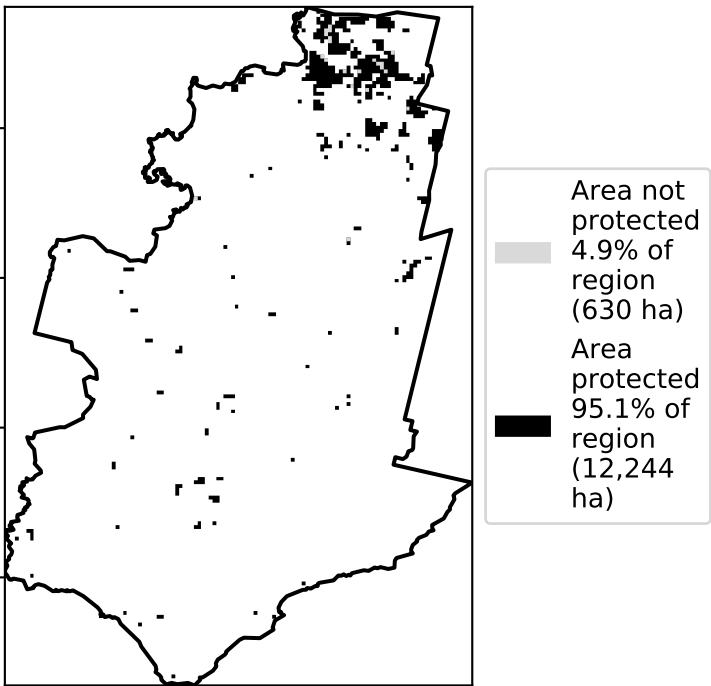 Area not
protected
4.9% of
region
(630 ha)
Area
protected
95.1% of
region
(12,244
ha)